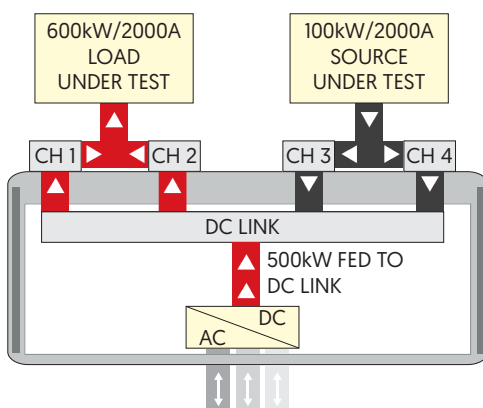 600kW/2000A
LOAD
UNDER TEST
100kW/2000A
SOURCE
UNDER TEST
CH 1
CH 2
CH 3
CH 4
DC LINK
500kW FED TO
DC LINK
DC
AC